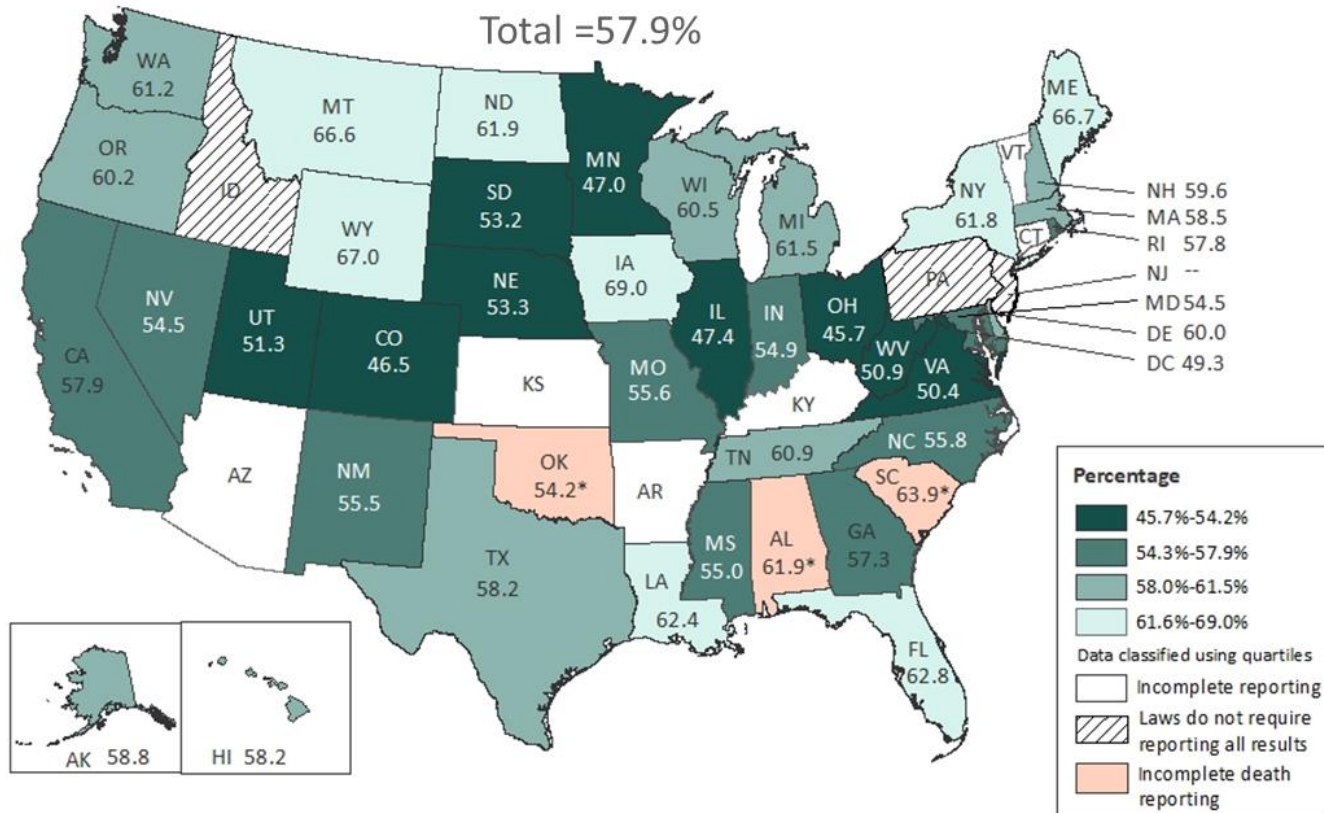 Total =57.9%
WA
61.2
OR
60.2
CA
57.9
NV
54.5
ID
MT
66.6
WY
67.0
UT
51.3
CO
46.5
AZ
NM
55.5
ND
61.9
SD
53.2
NE
53.3
KS
OK
54.2*
TX
58.2
MN
47.0
IA
69.0
MO
55.6
AR
LA
62.4
WI
60.5
IL
47.4
MI
61.5
IN
54.9
OH
45.7
KY
TN 60.9
MS
55.0
AL
61.9*
GA
57.3
FL
62.8
SC
63.9*
NC 55.8
VA
50.4
WV
50.9
PA
NY
61.8
VT
ME
66.7
CT
NH 59.6
MA 58.5
RI 57.8
NJ --
MD 54.5
DE 60.0
DC 49.3
AK 58.8
HI 58.2
Percentage
45.7%-54.2%
54.3%-57.9%
58.0%-61.5%
61.6%-69.0%
Data classified using quartiles
Incomplete reporting
Laws do not require
reporting all results
Incomplete death
reporting